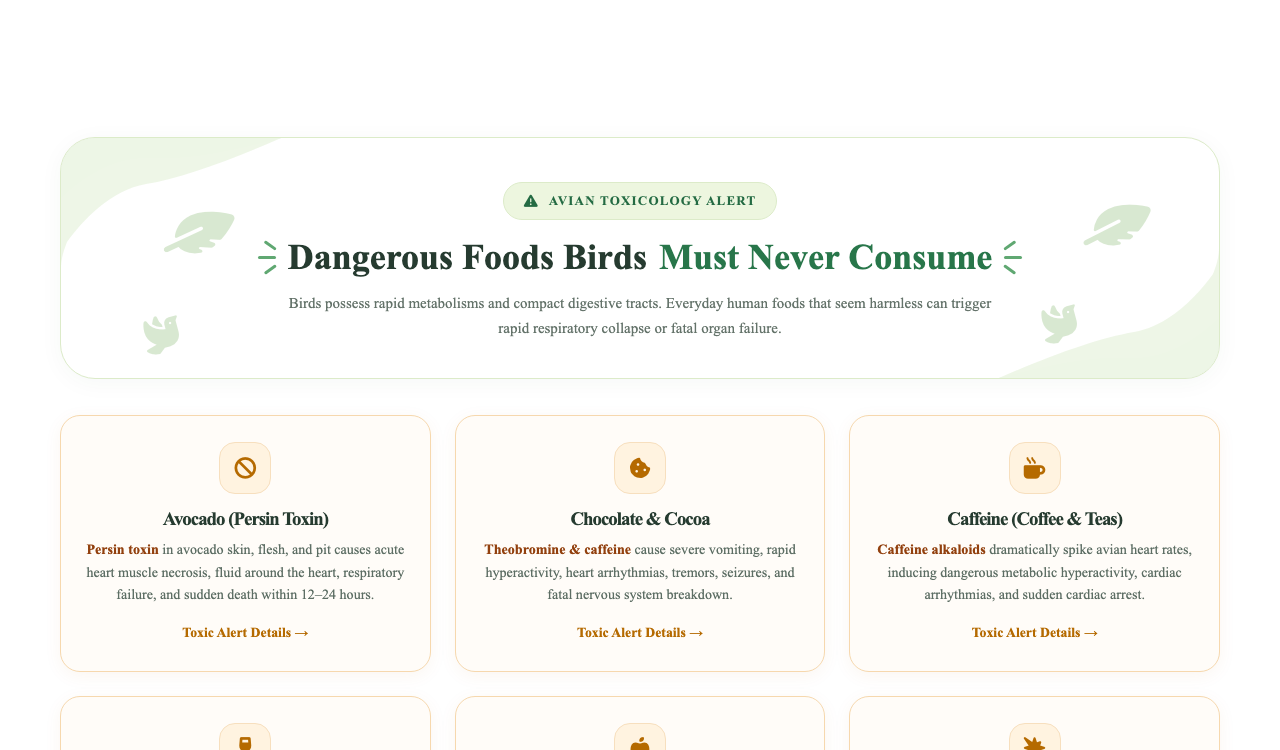 AVIAN TOXICOLOGY ALERT
Dangerous Foods Birds Must Never Consume
Birds possess rapid metabolisms and compact digestive tracts. Everyday human foods that seem harmless can trigger
rapid respiratory collapse or fatal organ failure.
Avocado (Persin Toxin)
Persin toxin in avocado skin, flesh, and pit causes acute
heart muscle necrosis, fluid around the heart, respiratory
failure, and sudden death within 12–24 hours.
Toxic Alert Details →
Chocolate & Cocoa
Theobromine & caffeine cause severe vomiting, rapid
hyperactivity, heart arrhythmias, tremors, seizures, and
fatal nervous system breakdown.
Toxic Alert Details →
Caffeine (Coffee & Teas)
Caffeine alkaloids dramatically spike avian heart rates,
inducing dangerous metabolic hyperactivity, cardiac
arrhythmias, and sudden cardiac arrest.
Toxic Alert Details →